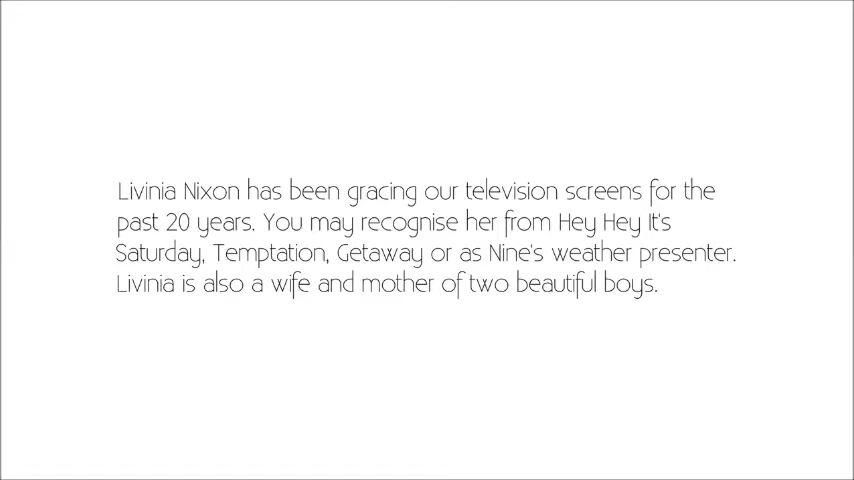 Livinia Nixon has been gracing our television screens for the
past 20 years. You may recognise her from Hey Hey It's
Saturday, Temptation, Getaway or as Nine's weather presenter.
Livinia is also a wife and mother of two beautiful boys.